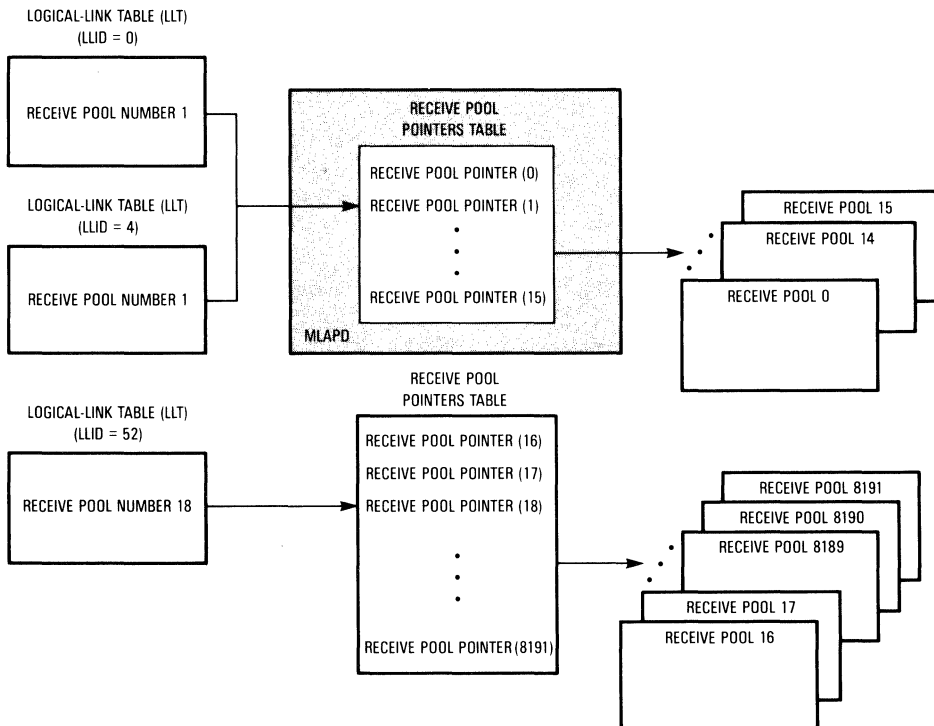 LOGICAL-LINK TABLE (LLT)
(LLID = 0)
RECEIVE POOL NUMBER 1
LOGICAL-LINK TABLE (LLT)
(LLID = 4)
RECEIVE POOL NUMBER 1
RECEIVE POOL
POINTERS TABLE
RECEIVE POOL POINTER (0)
RECEIVE POOL POINTER (1)
RECEIVE POOL POINTER (15)
MLAPD
RECEIVE POOL 15
RECEIVE POOL 14
RECEIVE POOL 0
LOGICAL-LINK TABLE (LLT)
(LLID = 52)
RECEIVE POOL NUMBER 18
RECEIVE POOL
POINTERS TABLE
RECEIVE POOL POINTER (16)
RECEIVE POOL POINTER (17)
RECEIVE POOL POINTER (18)
RECEIVE POOL POINTER (8191)
RECEIVE POOL 8191
RECEIVE POOL 8190
RECEIVE POOL 8189
RECEIVE POOL 17
RECEIVE POOL 16